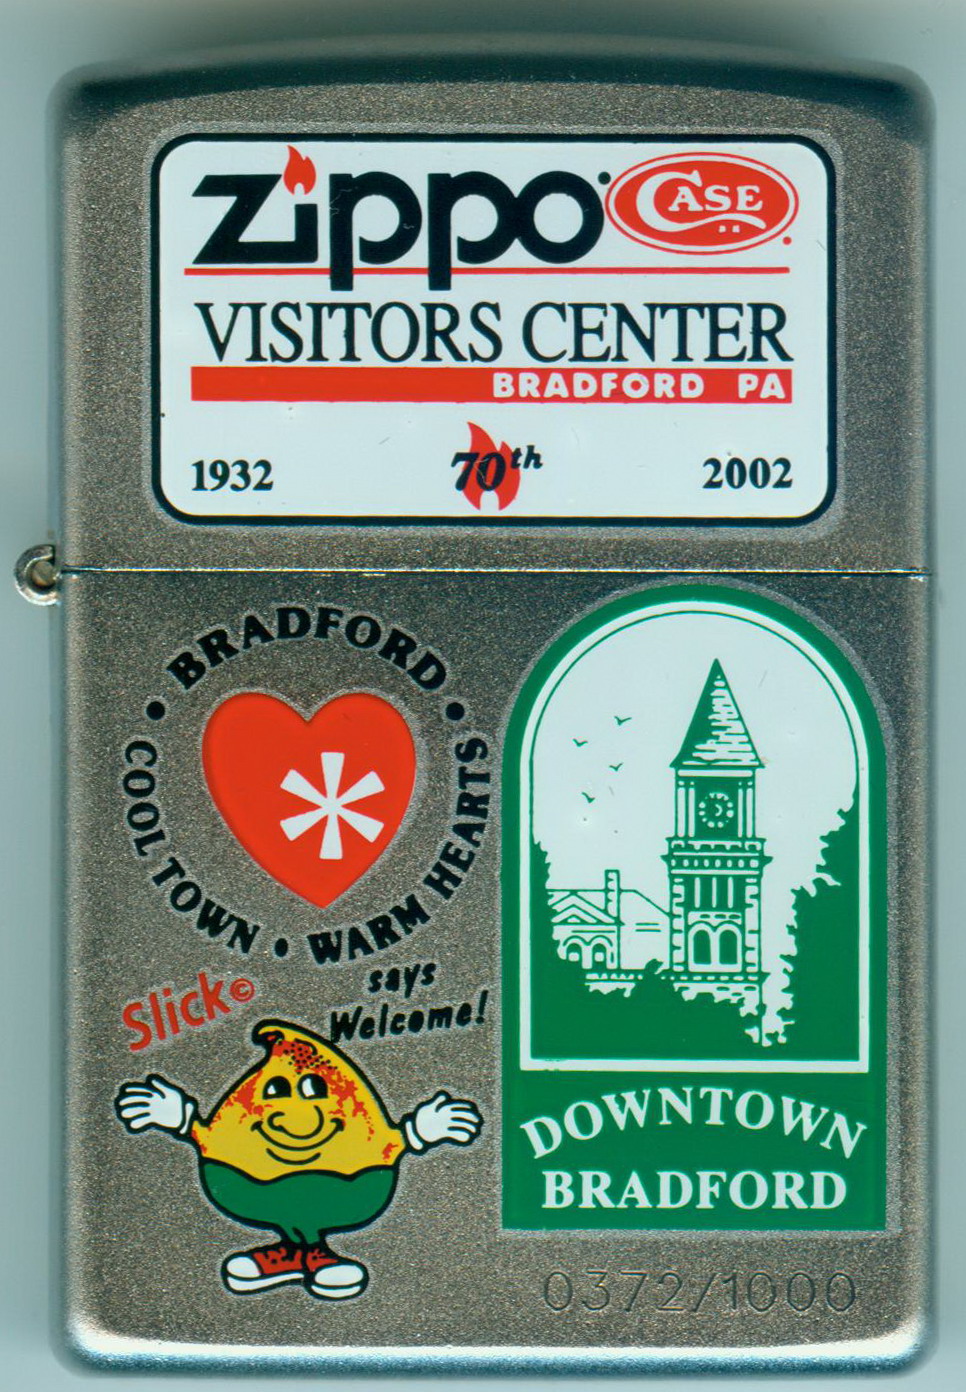 zippo CASE
VISITORS CENTER
BRADFORD PA
1932 70th 2002
• BRADFORD •
COOL TOWN • WARM HEARTS
Slick©
says
Welcome!
DOWNTOWN
BRADFORD
0372/1000